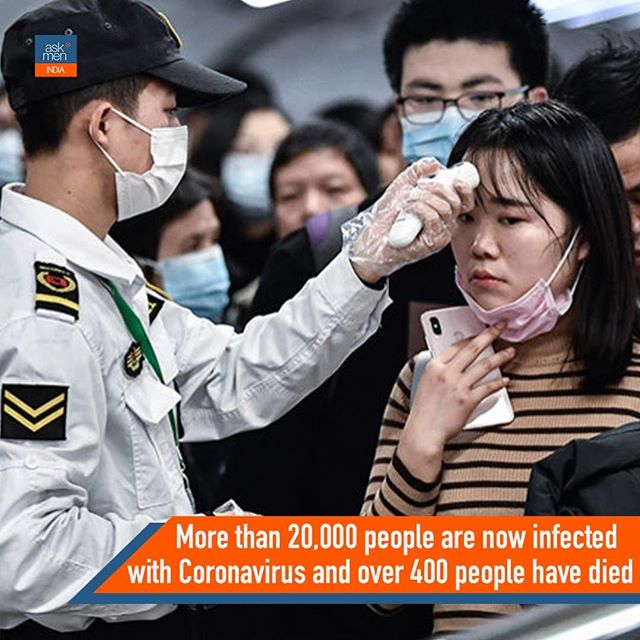 ask
men
INDIA
More than 20,000 people are now infected
with Coronavirus and over 400 people have died